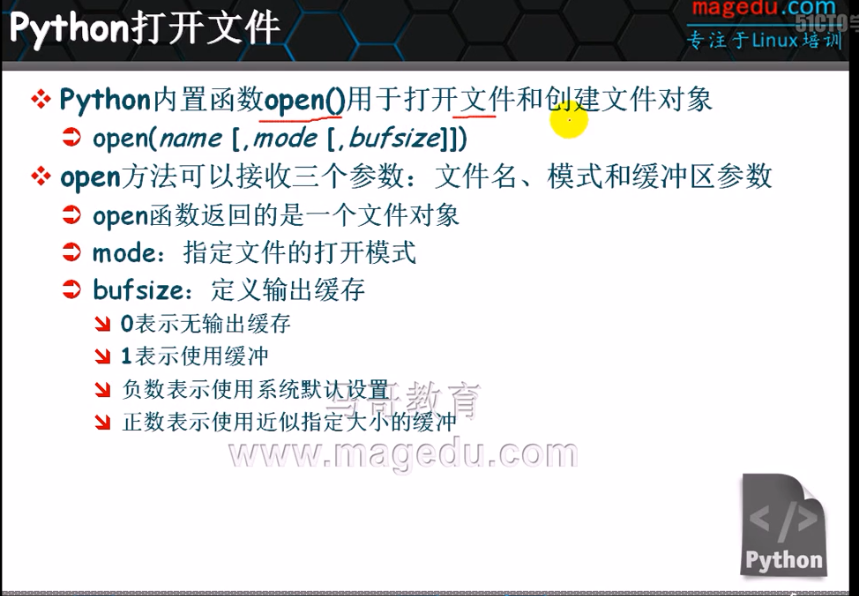 magedu.com
51CTO学
Python打开文件
专注于Linux培训
Python内置函数open()用于打开文件和创建文件对象
open(name [,mode [,bufsize]])
open方法可以接收三个参数：文件名、模式和缓冲区参数
open函数返回的是一个文件对象
mode：指定文件的打开模式
bufsize：定义输出缓存
0表示无输出缓存
1表示使用缓冲
负数表示使用系统默认设置
马哥教育
正数表示使用近似指定大小的缓冲
www.magedu.com
</>
Python